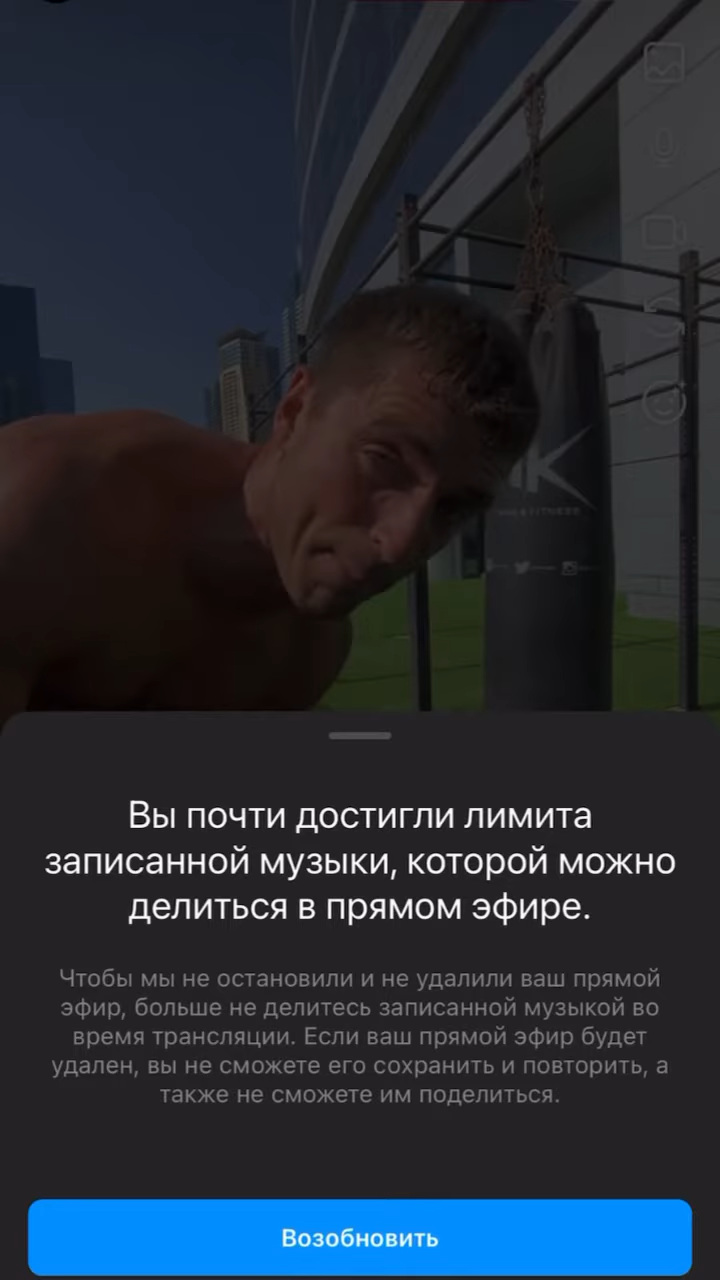 Вы почти достигли лимита
записанной музыки, которой можно
делиться в прямом эфире.
Чтобы мы не остановили и не удалили ваш прямой
эфир, больше не делитесь записанной музыкой во
время трансляции. Если ваш прямой эфир будет
удален, вы не сможете его сохранить и повторить, а
также не сможете им поделиться.
Возобновить